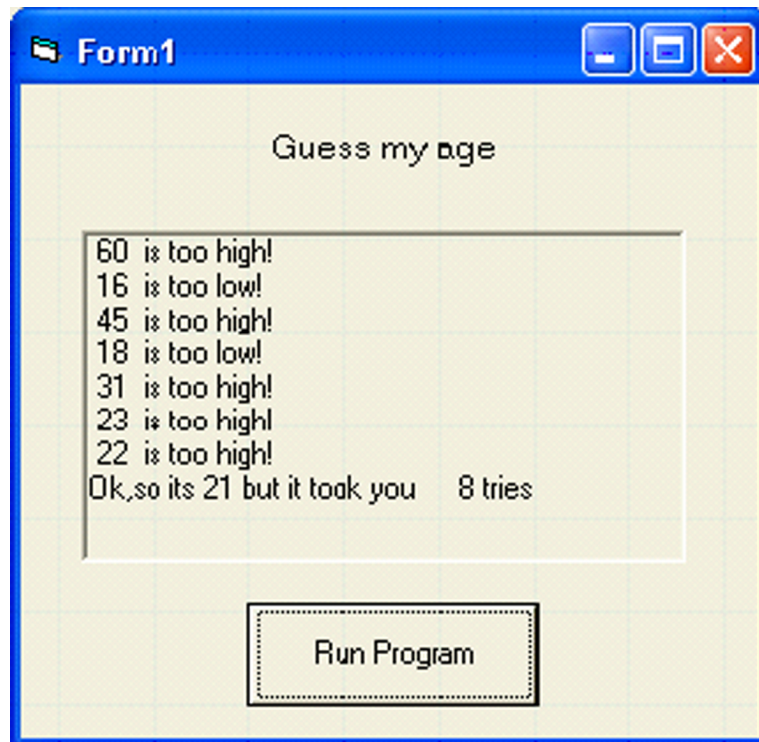 Form1
Guess my age
60 is too high!
16 is too low!
45 is too high!
18 is too low!
31 is too high!
23 is too high!
22 is too high!
Ok,so its 21 but it took you 8 tries
Run Program